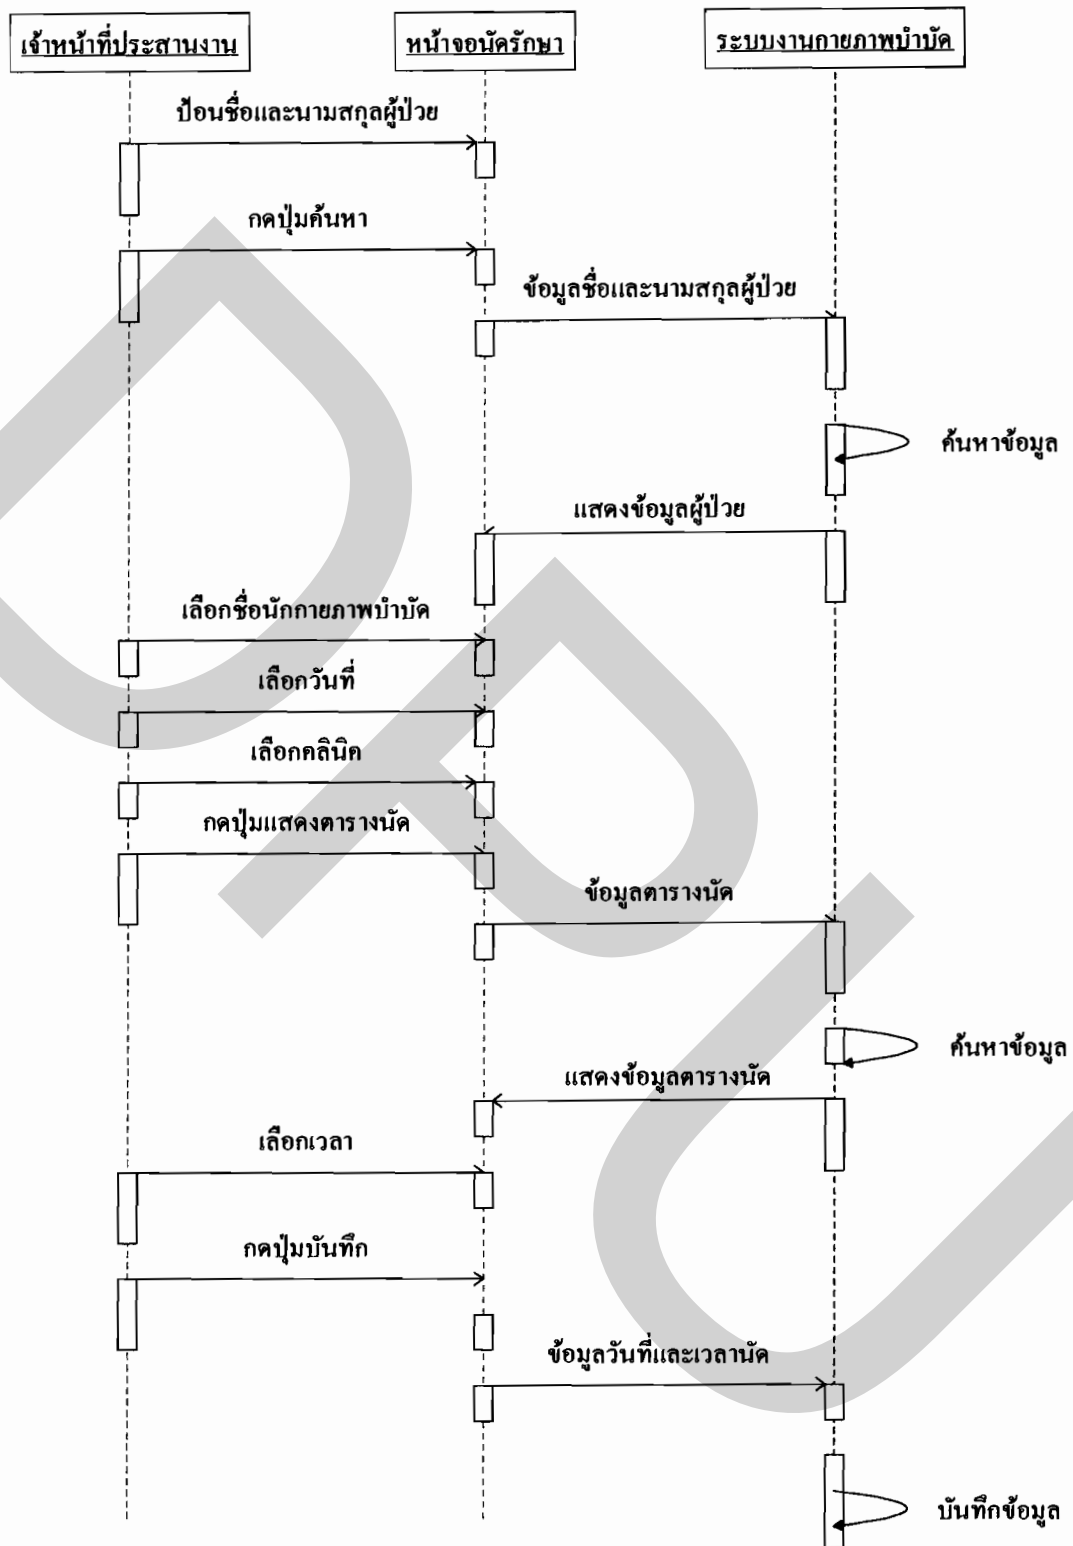 เจ้าหน้าที่ประสานงาน
หน้าจอนัดรักษา
ระบบงานกายภาพบำบัด
ป้อนชื่อและนามสกุลผู้ป่วย
กดปุ่มค้นหา
ข้อมูลชื่อและนามสกุลผู้ป่วย
ค้นหาข้อมูล
แสดงข้อมูลผู้ป่วย
เลือกชื่อนักกายภาพบำบัด
เลือกวันที่
เลือกคลินิค
กดปุ่มแสดงตารางนัด
ข้อมูลตารางนัด
ค้นหาข้อมูล
แสดงข้อมูลตารางนัด
เลือกเวลา
กดปุ่มบันทึก
ข้อมูลวันที่และเวลานัด
บันทึกข้อมูล